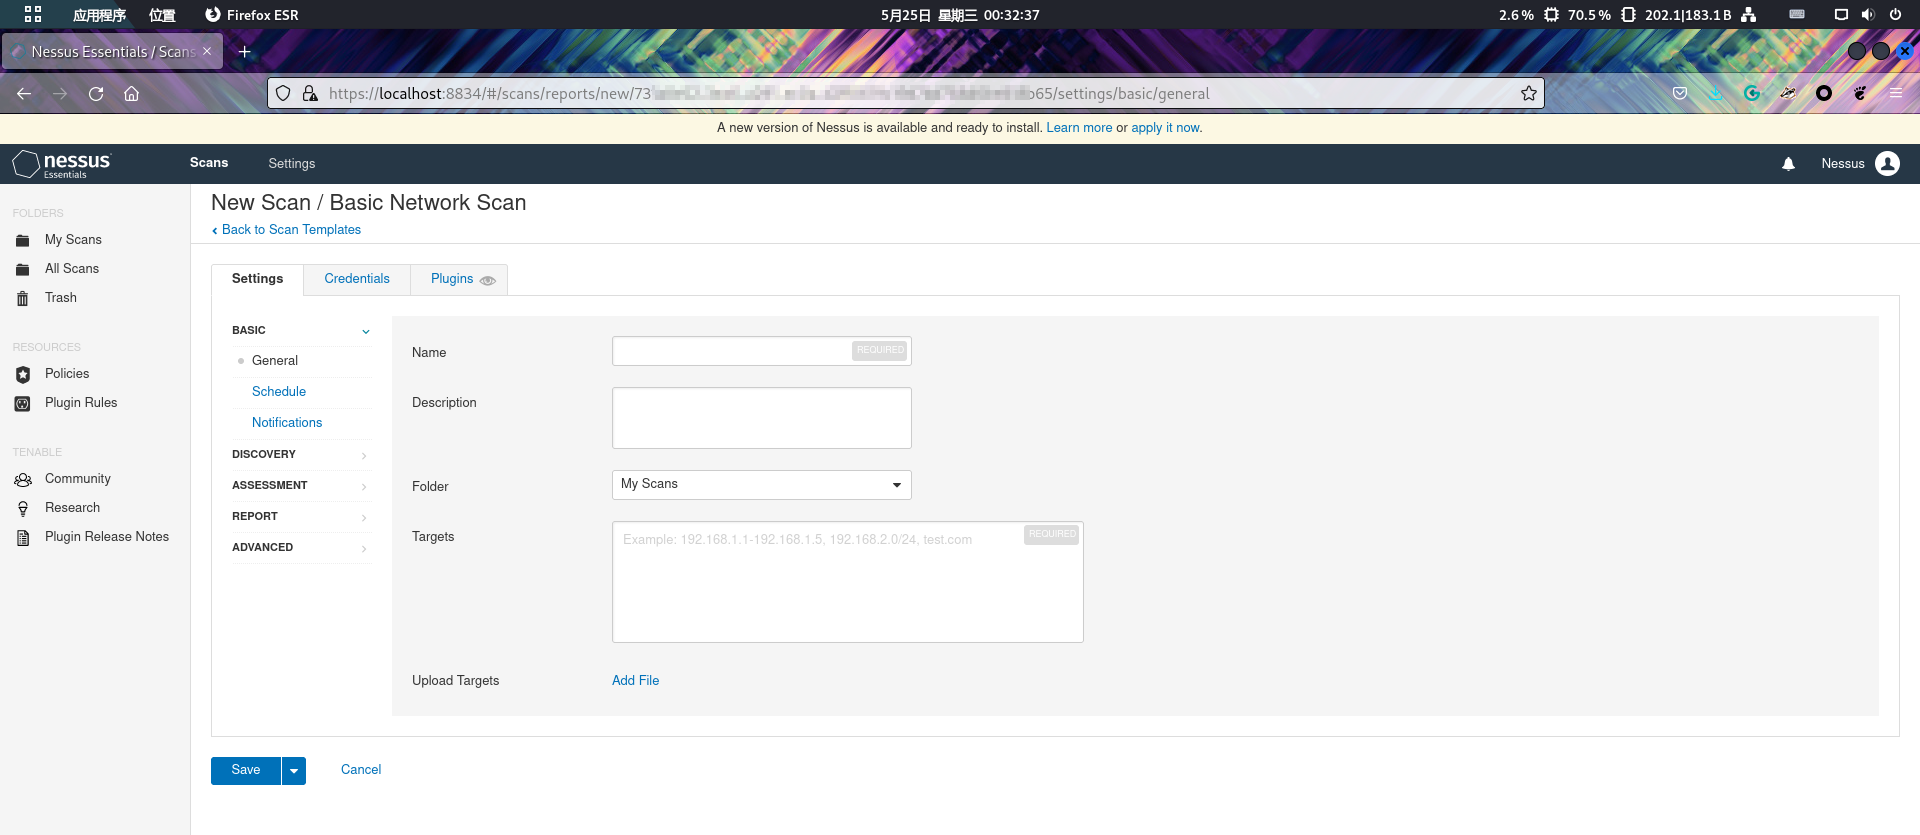 应用程序 位置 Firefox ESR 5月25日 星期三 00:32:37 2.6% 70.5% 202.1|183.1B
Nessus Essentials / Scans
https://localhost:8834/#/scans/reports/new/73 b65/settings/basic/general
A new version of Nessus is available and ready to install. Learn more or apply it now.
nessus Essentials Scans Settings Nessus
New Scan / Basic Network Scan
Back to Scan Templates
FOLDERS
My Scans
All Scans
Trash
RESOURCES
Policies
Plugin Rules
TENABLE
Community
Research
Plugin Release Notes
Settings Credentials Plugins
BASIC
General
Schedule
Notifications
DISCOVERY
ASSESSMENT
REPORT
ADVANCED
Name REQUIRED
Description
Folder My Scans
Targets Example: 192.168.1.1-192.168.1.5, 192.168.2.0/24, test.com REQUIRED
Upload Targets Add File
Save Cancel